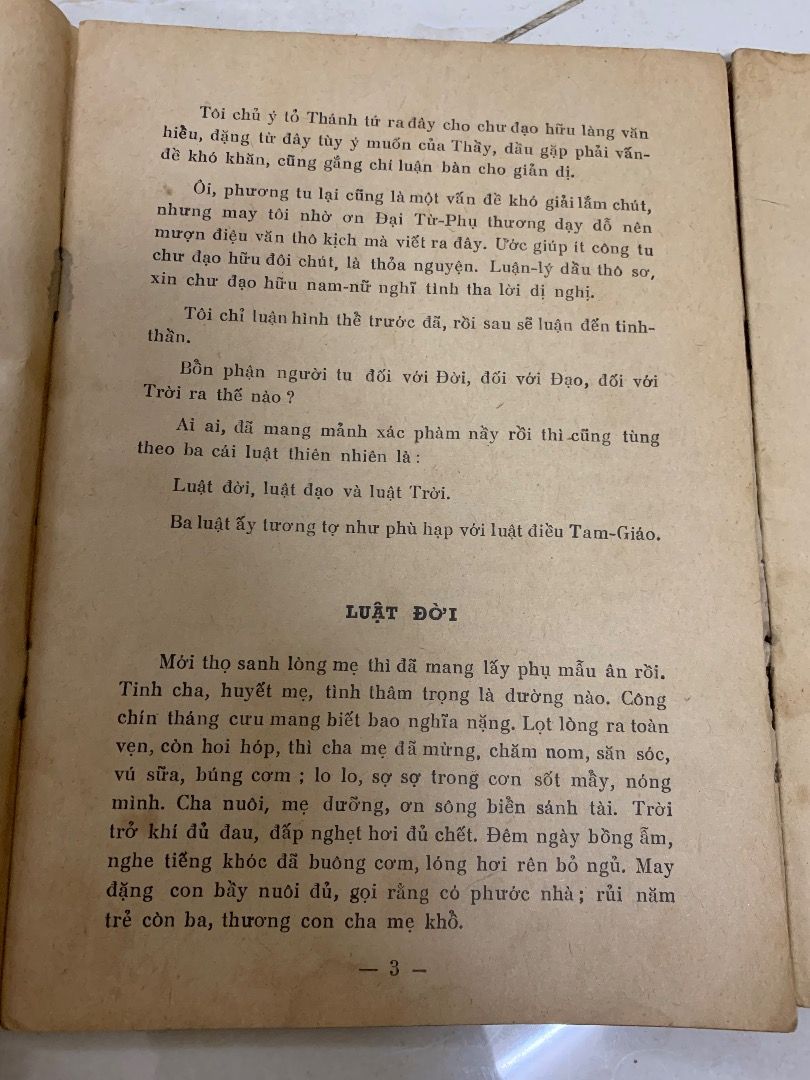 Tôi chủ ý tỏ Thánh tứ ra đây cho chư đạo hữu làng văn
hiểu, đặng từ đây tùy ý muốn của Thầy, dầu gặp phải vấn-
đề khó khăn, cũng gắng chí luận bàn cho giản dị.
Ôi, phương tu lại cũng là một vấn đề khó giải lắm chút,
nhưng may tôi nhờ ơn Đại Từ-Phụ thương dạy dỗ nên
mượn điệu văn thô kịch mà viết ra đây. Ước giúp ít công tu
chư đạo hữu đôi chút, là thỏa nguyện. Luận-lý dầu thô sơ,
xin chư đạo hữu nam-nữ nghĩ tình tha lời dị nghị.
Tôi chỉ luận hình thể trước đã, rồi sau sẽ luận đến tinh-
thần.
Bổn phận người tu đối với Đời, đối với Đạo, đối với
Trời ra thế nào ?
Ai ai, đã mang mảnh xác phàm nầy rồi thì cũng tùng
theo ba cái luật thiên nhiên là :
Luật đời, luật đạo và luật Trời.
Ba luật ấy tương tợ như phù hạp với luật điều Tam-Giáo.
LUẬT ĐỜI
Mới thọ sanh lòng mẹ thì đã mang lấy phụ mẫu ân rồi.
Tinh cha, huyết mẹ, tình thâm trọng là dường nào. Công
chín tháng cưu mang biết bao nghĩa nặng. Lọt lòng ra toàn
vẹn, còn hoi hóp, thì cha mẹ đã mừng, chăm nom, săn sóc,
vú sữa, búng cơm ; lo lo, sợ sợ trong cơn sốt mẩy, nóng
mình. Cha nuôi, mẹ dưỡng, ơn sông biển sánh tài. Trời
trở khí đủ đau, đắp nghẹt hơi đủ chết. Đêm ngày bồng ẵm,
nghe tiếng khóc đã buông cơm, lóng hơi rên bỏ ngủ. May
đặng con bầy nuôi đủ, gọi rằng có phước nhà ; rủi năm
trẻ còn ba, thương con cha mẹ khổ.
— 3 —